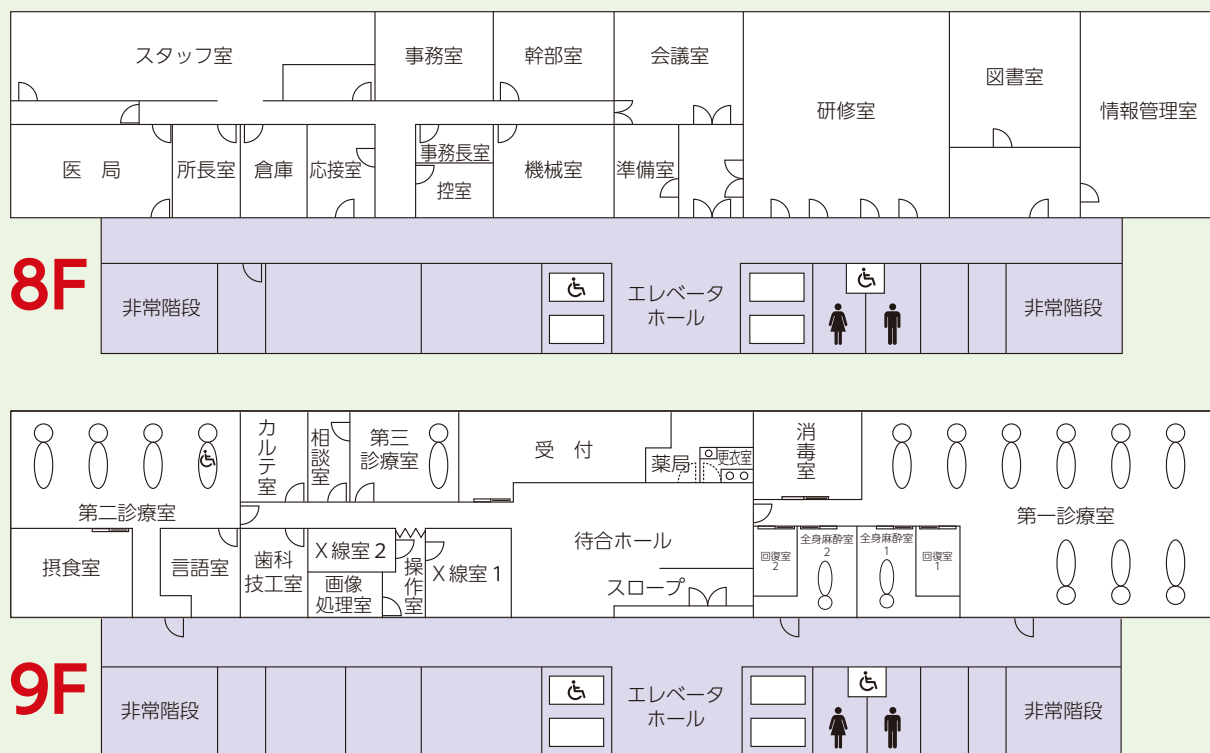 スタッフ室
事務室
幹部室
会議室
研修室
図書室
情報管理室
医 局
所長室
倉庫
応接室
事務長室
控室
機械室
準備室
8F
非常階段
エレベータ
ホール
非常階段
カルテ室
相談室
第三
診療室
受 付
薬局
更衣室
消毒室
第二診療室
第一診療室
摂食室
言語室
歯科
技工室
X線室2
画像
処理室
操作室
X線室1
待合ホール
スロープ
回復室
2
全身麻酔室
2
全身麻酔室
1
回復室
1
9F
非常階段
エレベータ
ホール
非常階段